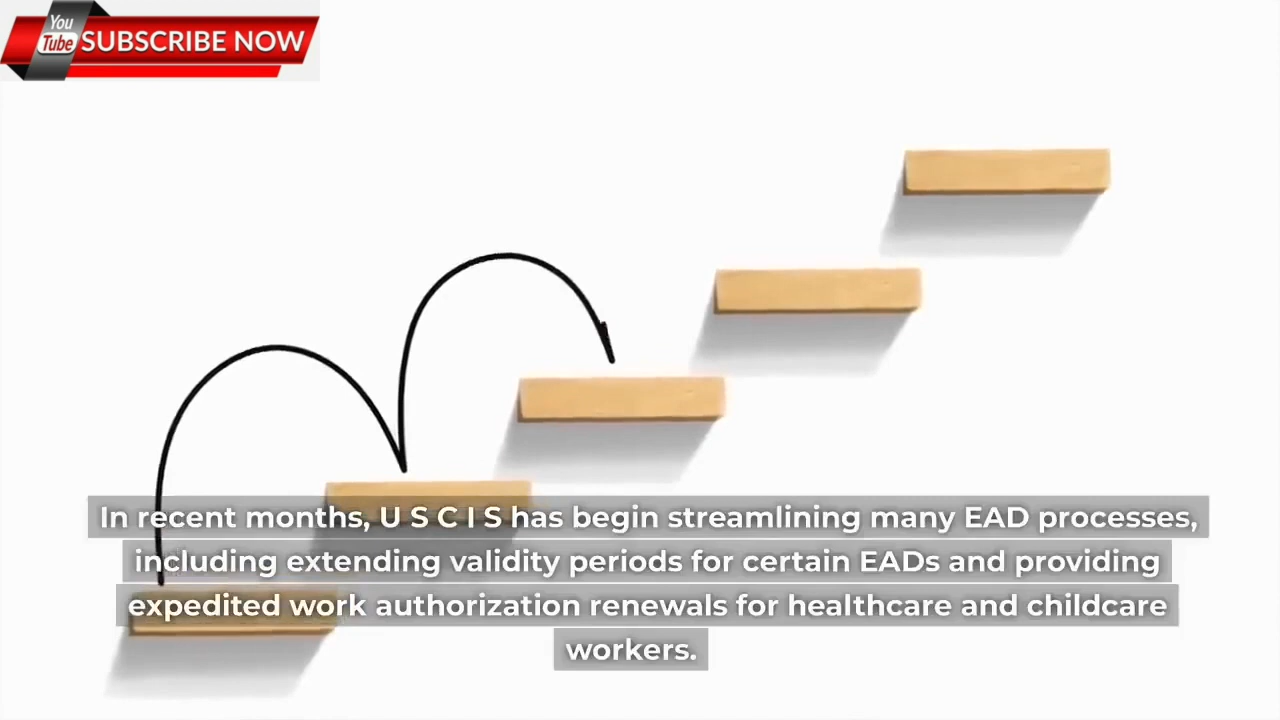 You
Tube SUBSCRIBE NOW
In recent months, U S C I S has begin streamlining many EAD processes,
including extending validity periods for certain EADs and providing
expedited work authorization renewals for healthcare and childcare
workers.